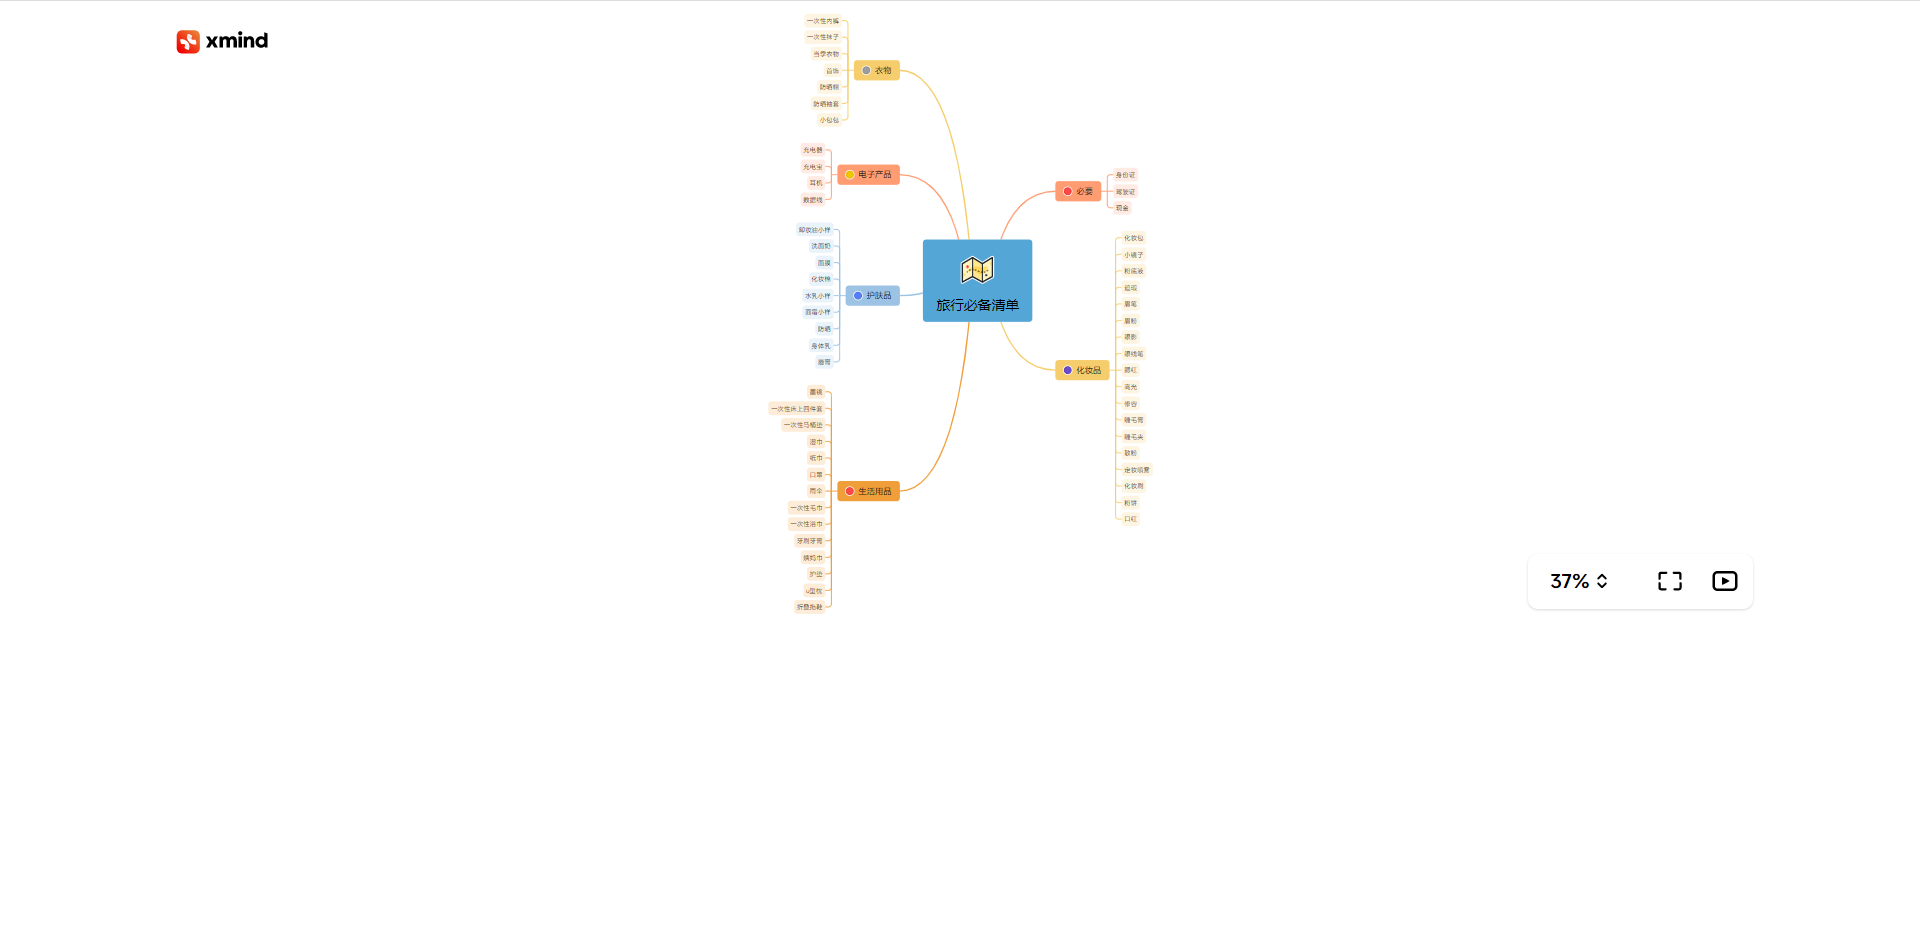 xmind
旅行必备清单
必要
身份证
驾驶证
现金
化妆品
化妆包
小镜子
粉底液
遮瑕
眉笔
眉粉
眼影
眼线笔
腮红
高光
修容
睫毛膏
睫毛夹
散粉
定妆喷雾
化妆刷
粉饼
口红
衣物
一次性内裤
一次性袜子
当季衣物
首饰
防晒袖套
小包包
电子产品
充电器
充电宝
耳机
数据线
护肤品
卸妆油小样
洗面奶
面膜
化妆棉
水乳小样
面霜小样
防晒
身体乳
唇膏
生活用品
墨镜
一次性床上四件套
一次性马桶垫
湿巾
纸巾
口罩
雨伞
一次性毛巾
一次性浴巾
牙刷牙膏
姨妈巾
护垫
u型枕
折叠拖鞋
37%